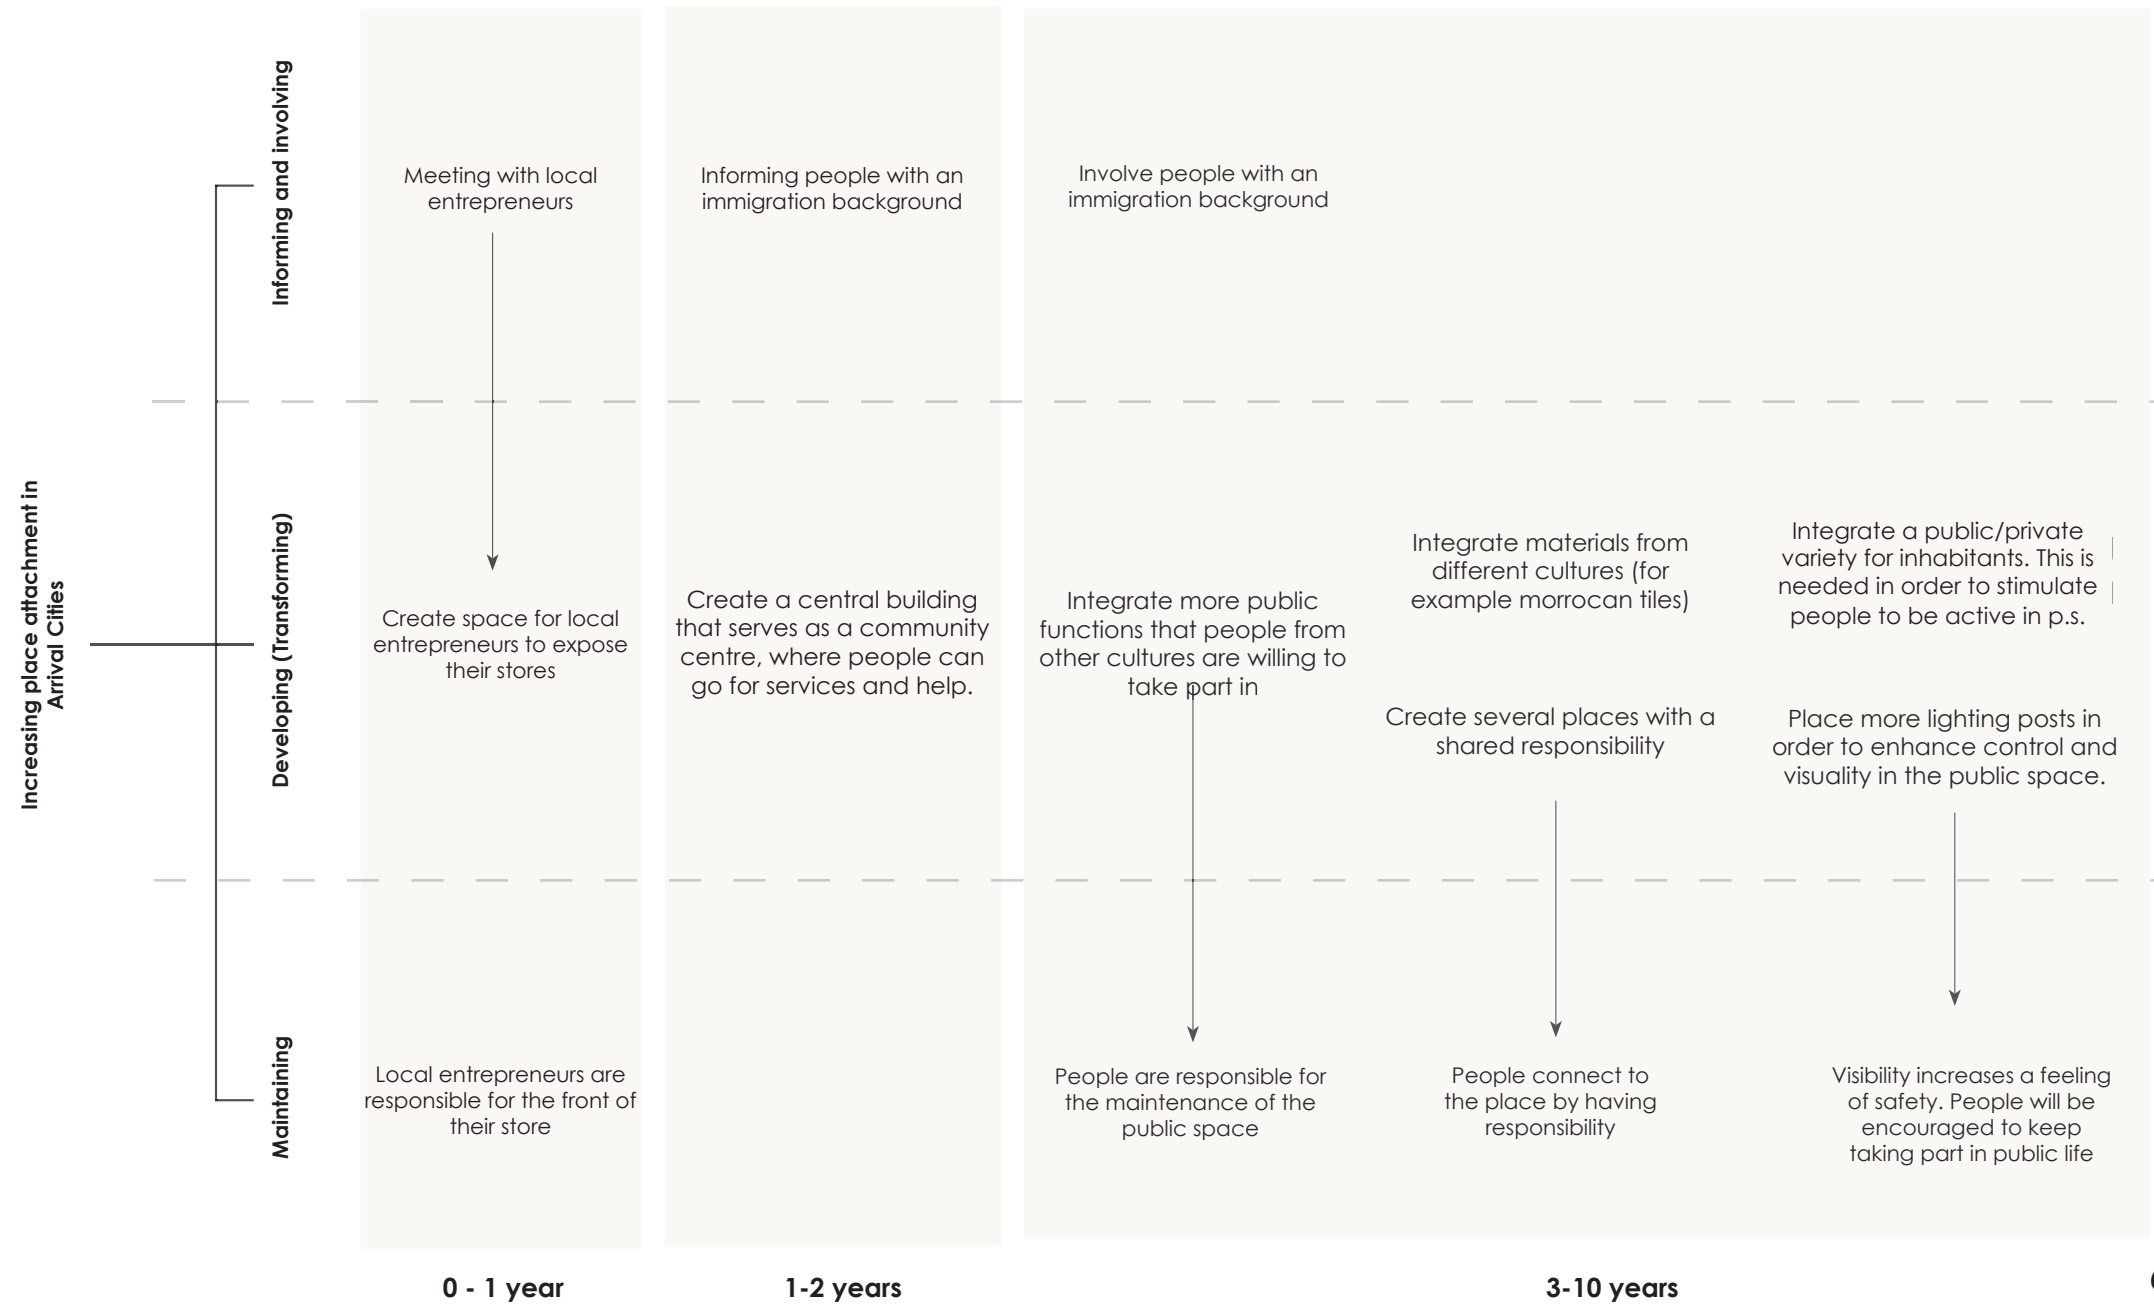 Increasing place attachment in
Arrival Cities
Informing and involving
Meeting with local
entrepreneurs
Informing people with an
immigration background
Involve people with an
immigration background
Developing (Transforming)
Create space for local
entrepreneurs to expose
their stores
Create a central building
that serves as a community
centre, where people can
go for services and help.
Integrate more public
functions that people from
other cultures are willing to
take part in
Integrate materials from
different cultures (for
example morrocan tiles)
Create several places with a
shared responsibility
Integrate a public/private
variety for inhabitants. This is
needed in order to stimulate
people to be active in p.s.
Place more lighting posts in
order to enhance control and
visuality in the public space.
Maintaining
Local entrepreneurs are
responsible for the front of
their store
People are responsible for
the maintenance of the
public space
People connect to
the place by having
responsibility
Visibility increases a feeling
of safety. People will be
encouraged to keep
taking part in public life
0 - 1 year
1-2 years
3-10 years